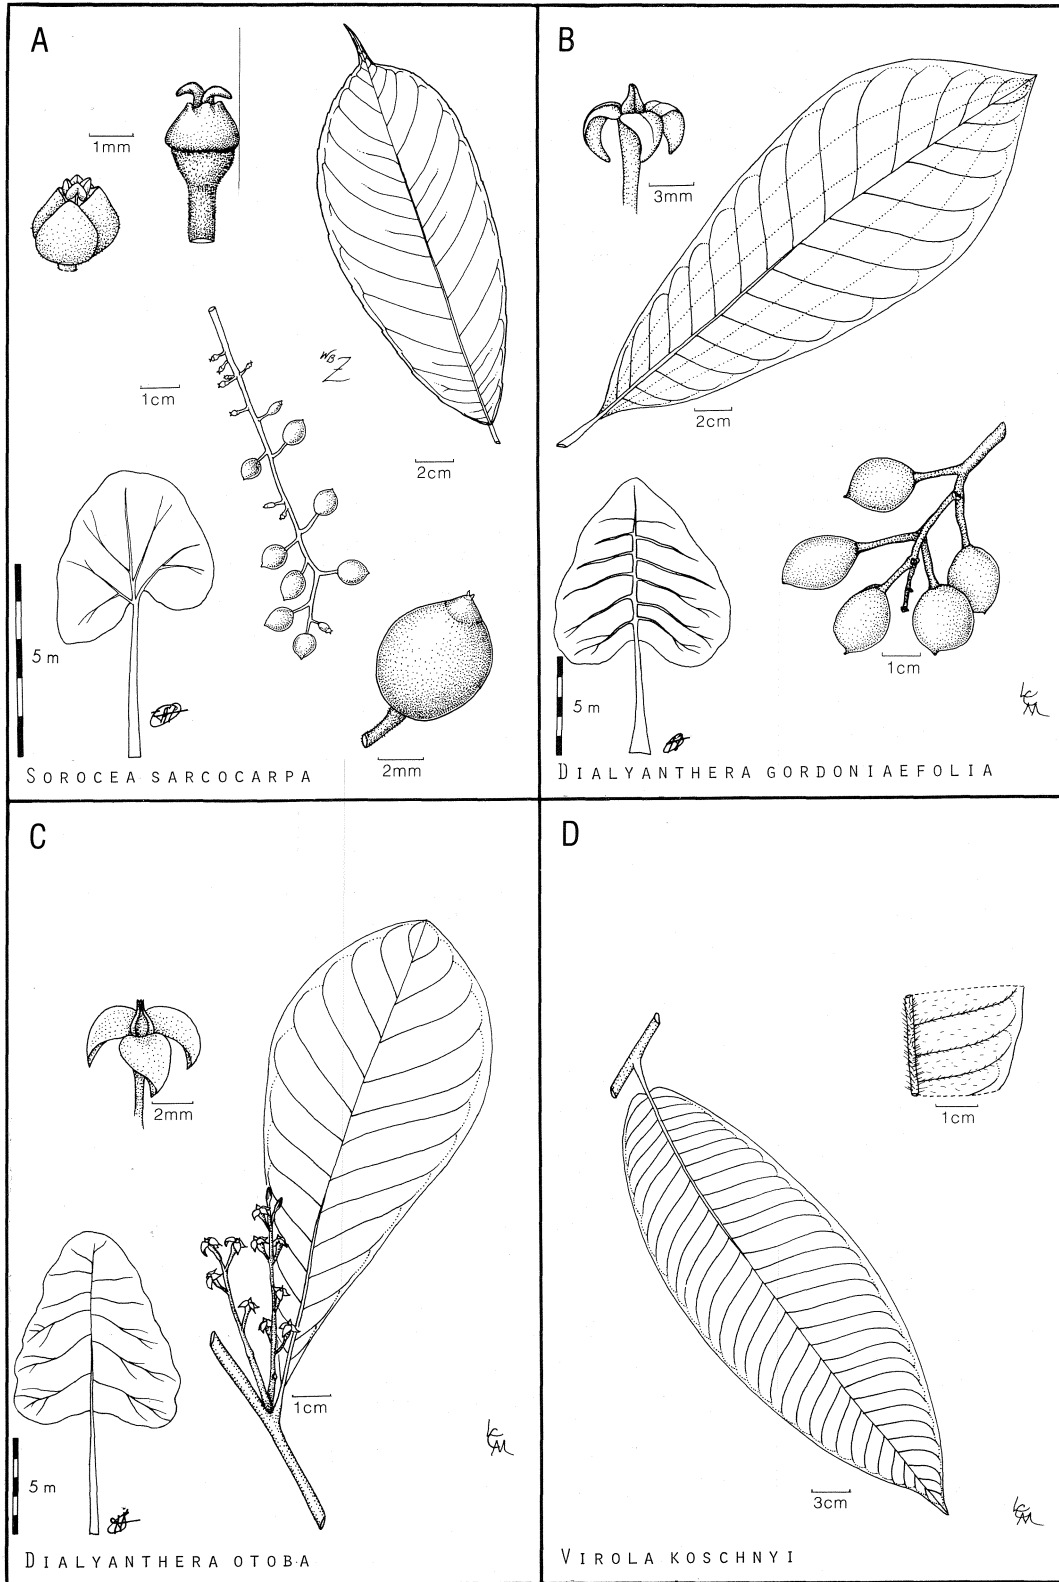 A
1mm
1cm
2cm
5 m
2mm
SOROCEA SARCOCARPA
B
3mm
2cm
1cm
5 m
DIALYANTHERA GORDONIAEFOLIA
C
2mm
1cm
5 m
DIALYANTHERA OTOBA
D
1cm
3cm
VIROLA KOSCHNYI